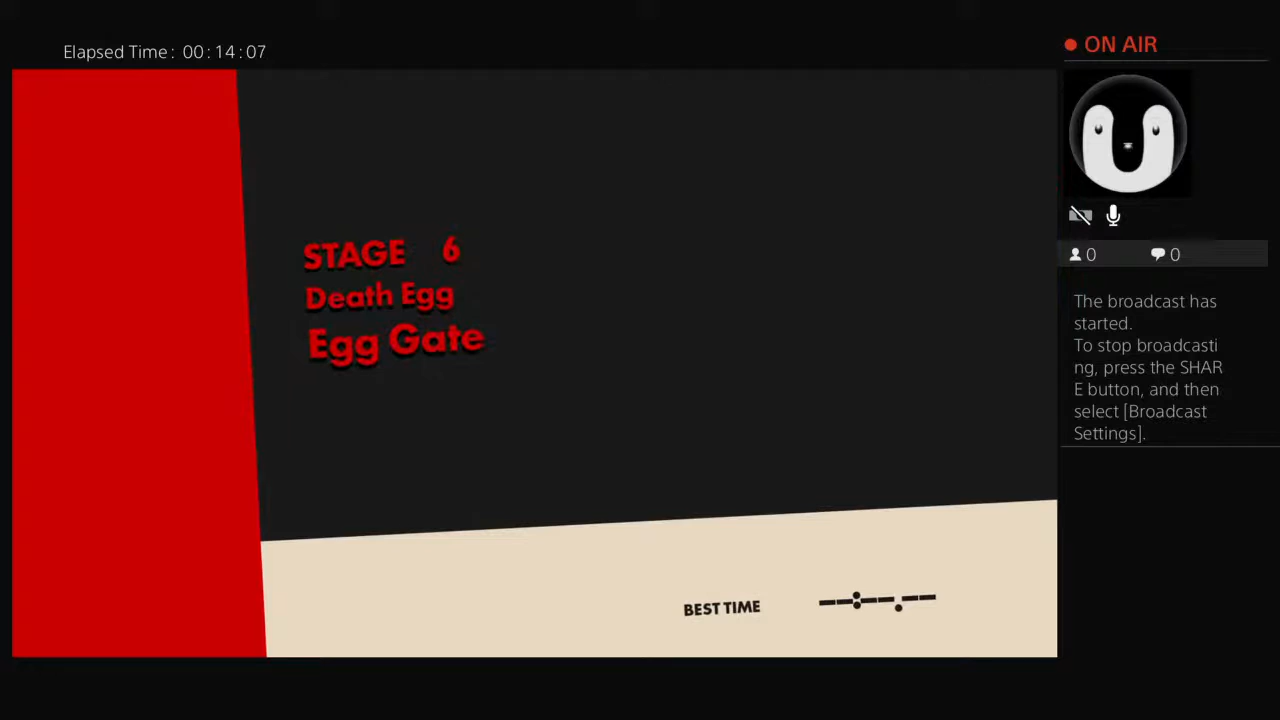 Elapsed Time: 00:14:07
ON AIR
STAGE 6
Death Egg
Egg Gate
BEST TIME --:--.--
0 0
The broadcast has
started.
To stop broadcasti
ng, press the SHAR
E button, and then
select [Broadcast
Settings].